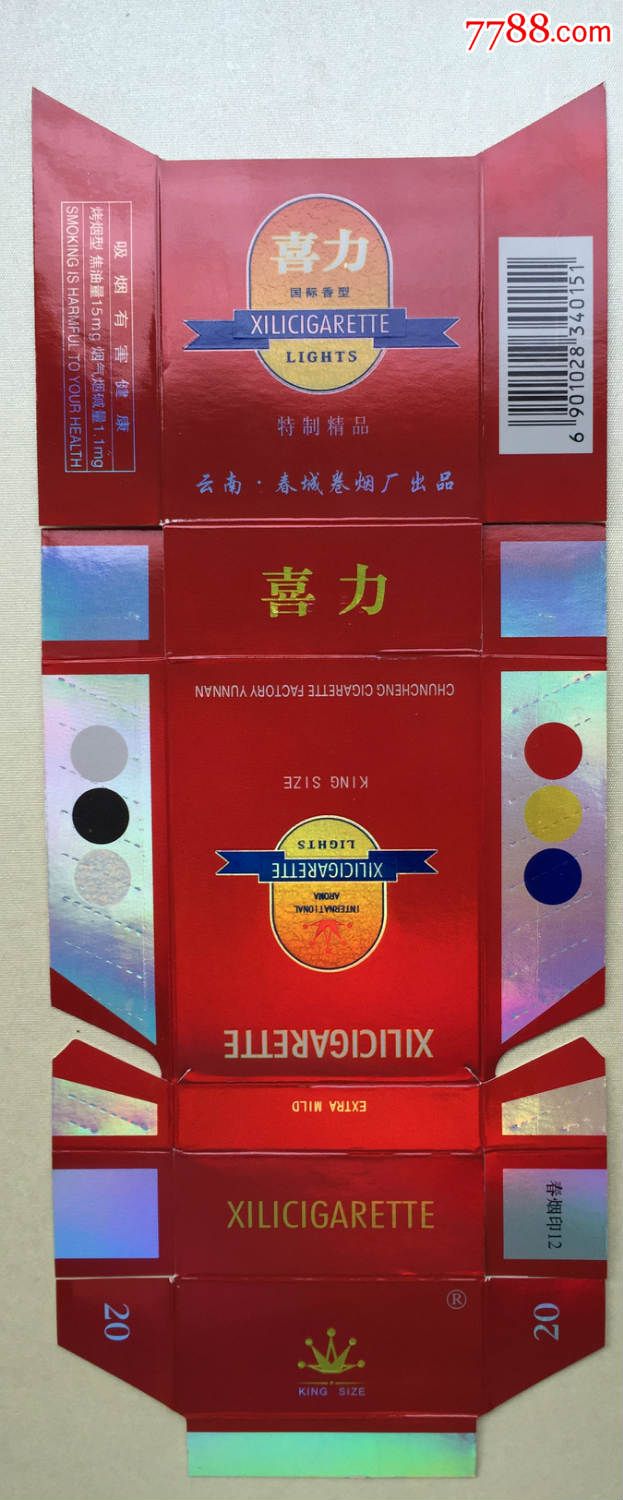 7788.com
吸烟有害健康
烤烟型 焦油量15mg 烟气烟碱量1.1mg
SMOKING IS HARMFUL TO YOUR HEALTH
喜力
国际香型
XILICIGARETTE
LIGHTS
特制精品
云南·春城卷烟厂出品
6 901028 340151
喜力
CHUNCHENG CIGARETTE FACTORY YUNNAN
KING SIZE
LIGHTS
XILICIGARETTE
AROMA
INTERNATIONAL
XILICIGARETTE
EXTRA MILD
XILICIGARETTE
春烟印12
20
®
20
KING SIZE